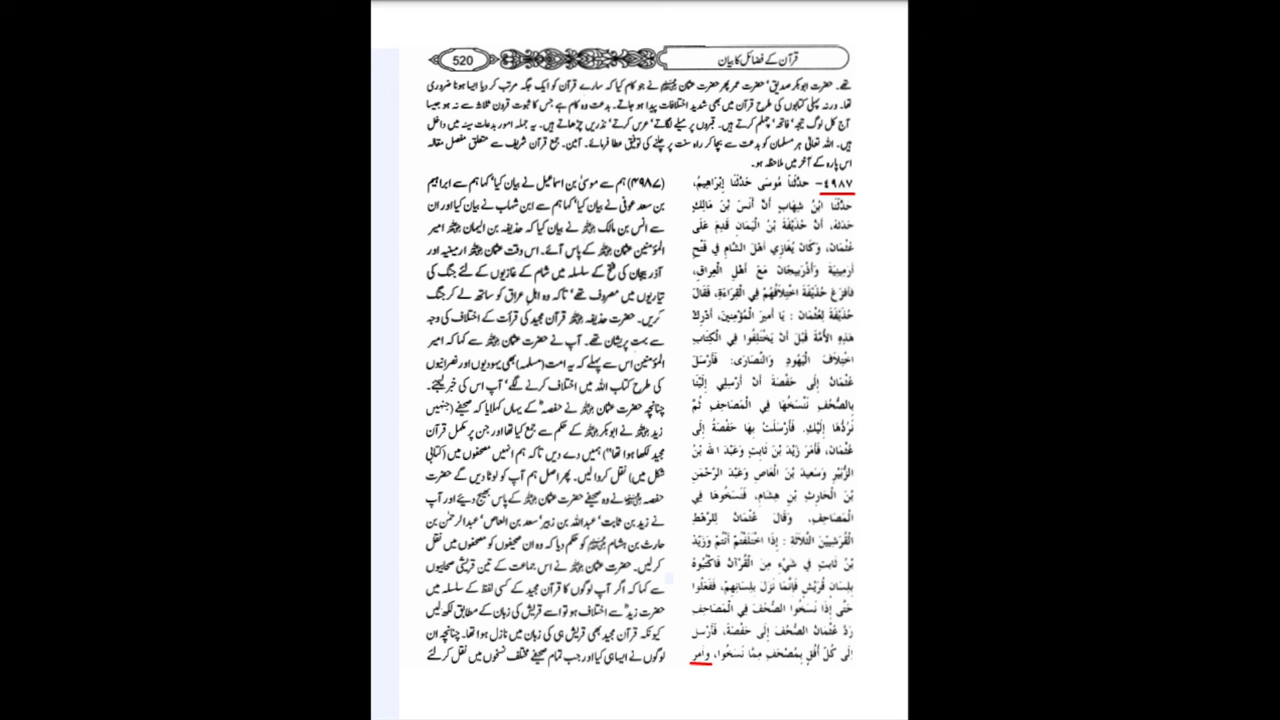 قرآن کے فضائل کا بیان
520
تھے۔ حضرت ابوبکر صدیق' حضرت عمر پھر حضرت عثمان رضی اللہ عنہم نے جو کام کیا کہ سارے قرآن کو ایک جگہ مرتب کر دیا ایسا ہونا ضروری
تھا۔ ورنہ پہلی کتابوں کی طرح قرآن میں بھی شدید اختلافات پیدا ہو جاتے۔ بدعت وہ کام ہے جس کا ثبوت قرون ثلاثہ سے نہ ہو جیسا
آج کل لوگ تیجہ' فاتحہ' چہلم کرتے ہیں۔ قبروں پر میلے لگاتے' عرس کرتے' نذریں چڑھاتے ہیں۔ یہ جملہ امور بدعات سیئہ میں داخل
ہیں۔ اللہ تعالیٰ ہر مسلمان کو بدعت سے بچا کر راہ سنت پر چلنے کی توفیق عطا فرمائے۔ آمین۔ جمع قرآن شریف سے متعلق مفصل مقالہ
اس پارہ کے آخر میں ملاحظہ ہو۔
٤٩٨٧- حدَّثَنَا مُوسَى حَدَّثَنَا إِبْرَاهِيمُ،
حَدَّثَنَا ابْنُ شِهَابٍ أَنَّ أَنَسَ بْنَ مَالِكٍ
حَدَّثَهُ، أَنَّ حُذَيْفَةَ بْنَ الْيَمَانِ قَدِمَ عَلَى
عُثْمَانَ، وَكَانَ يُغَازِي أَهْلَ الشَّامِ فِي فَتْحِ
أَرْمِينِيَةَ وَأَذْرَبِيجَانَ مَعَ أَهْلِ الْعِرَاقِ،
فَأَفْزَعَ حُذَيْفَةَ اخْتِلَافُهُمْ فِي الْقِرَاءَةِ، فَقَالَ
حُذَيْفَةُ لِعُثْمَانَ : يَا أَمِيرَ الْمُؤْمِنِينَ، أَدْرِكْ
هَذِهِ الأُمَّةَ قَبْلَ أَنْ يَخْتَلِفُوا فِي الْكِتَابِ
اخْتِلاَفَ الْيَهُودِ وَالنَّصَارَى: فَأَرْسَلَ
عُثْمَانُ إِلَى حَفْصَةَ أَنْ أَرْسِلِي إِلَيْنَا
بِالصُّحُفِ نَنْسَخُهَا فِي الْمَصَاحِفِ ثُمَّ
نَرُدُّهَا إِلَيْكِ. فَأَرْسَلَتْ بِهَا حَفْصَةُ إِلَى
عُثْمَانَ، فَأَمَرَ زَيْدَ بْنَ ثَابِتٍ وَعَبْدَ اللهِ بْنَ
الزُّبَيْرِ وَسَعِيدَ بْنَ الْعَاصِ وَعَبْدَ الرَّحْمَنِ
بْنَ الْحَارِثِ بْنِ هِشَامٍ، فَنَسَخُوهَا فِي
الْمَصَاحِفِ، وَقَالَ عُثْمَانُ لِلرَّهْطِ
الْقُرَشِيِّينَ الثَّلاَثَةِ : إِذَا اخْتَلَفْتُمْ أَنْتُمْ وَزَيْدُ
بْنُ ثَابِتٍ فِي شَيْءٍ مِنَ الْقُرْآنِ فَاكْتُبُوهُ
بِلِسَانِ قُرَيْشٍ فَإِنَّمَا نَزَلَ بِلِسَانِهِمْ، فَفَعَلُوا
حَتَّى إِذَا نَسَخُوا الصُّحُفَ فِي الْمَصَاحِفِ
رَدَّ عُثْمَانُ الصُّحُفَ إِلَى حَفْصَةَ، فَأَرْسَلَ
إِلَى كُلِّ أُفُقٍ بِمُصْحَفٍ مِمَّا نَسَخُوا، وَأَمَرَ
(۴۹۸۷) ہم سے موسیٰ بن اسماعیل نے بیان کیا' کہا ہم سے ابراہیم
بن سعد عوفی نے بیان کیا' کہا ہم سے ابن شہاب نے بیان کیا اور ان
سے انس بن مالک رضی اللہ عنہ نے بیان کیا کہ حذیفہ بن الیمان رضی اللہ عنہ امیر
المؤمنین عثمان رضی اللہ عنہ کے پاس آئے۔ اس وقت عثمان رضی اللہ عنہ ارمینیہ اور
آذربیجان کی فتح کے سلسلہ میں شام کے غازیوں کے لئے جنگ کی
تیاریوں میں مصروف تھے' تاکہ وہ اہل عراق کو ساتھ لے کر جنگ
کریں۔ حضرت حذیفہ رضی اللہ عنہ قرآن مجید کی قرأت کے اختلاف کی وجہ
سے بہت پریشان تھے۔ آپ نے حضرت عثمان رضی اللہ عنہ سے کہا کہ امیر
المؤمنین اس سے پہلے کہ یہ امت (مسلمہ) بھی یہودیوں اور نصرانیوں
کی طرح کتاب اللہ میں اختلاف کرنے لگے' آپ اس کی خبر لیجئے۔
چنانچہ حضرت عثمان رضی اللہ عنہ نے حفصہؓ کے یہاں کہلایا کہ صحیفے (جنہیں
زید رضی اللہ عنہ نے ابوبکر رضی اللہ عنہ کے حکم سے جمع کیا تھا اور جن پر مکمل قرآن
مجید لکھا ہوا تھا") ہمیں دے دیں تاکہ ہم انہیں مصحفوں میں (کتابی
شکل میں) نقل کروا لیں۔ پھر اصل ہم آپ کو لوٹا دیں گے حضرت
حفصہ رضی اللہ عنہا نے وہ صحیفے حضرت عثمان رضی اللہ عنہ کے پاس بھیج دیئے اور آپ
نے زید بن ثابت' عبداللہ بن زبیر' سعد بن العاص' عبدالرحمٰن بن
حارث بن ہشام رضی اللہ عنہم کو حکم دیا کہ وہ ان صحیفوں کو مصحفوں میں نقل
کر لیں۔ حضرت عثمان رضی اللہ عنہ نے اس جماعت کے تین قریشی صحابیوں
سے کہا کہ اگر آپ لوگوں کا قرآن مجید کے کسی لفظ کے سلسلہ میں
حضرت زیدؓ سے اختلاف ہو تو اسے قریش کی زبان کے مطابق لکھ لیں
کیونکہ قرآن مجید بھی قریش ہی کی زبان میں نازل ہوا تھا۔ چنانچہ ان
لوگوں نے ایسا ہی کیا اور جب تمام صحیفے مختلف نسخوں میں نقل کر لئے